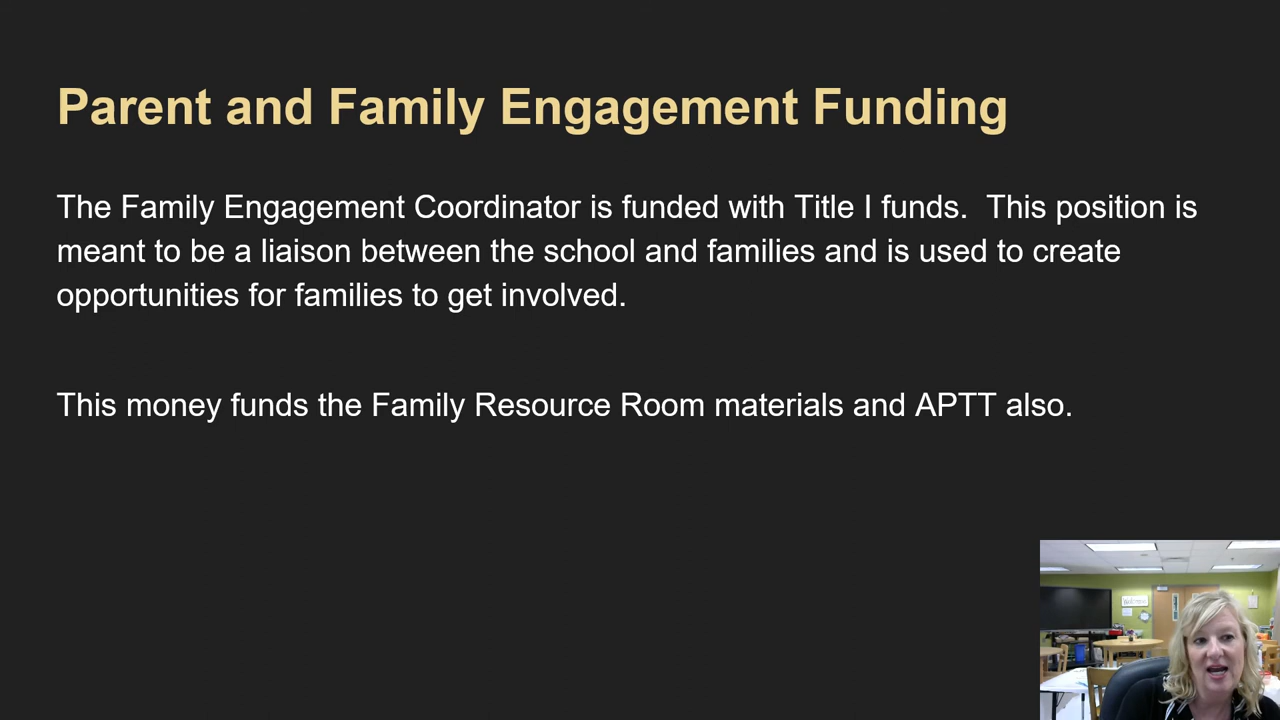 Parent and Family Engagement Funding
The Family Engagement Coordinator is funded with Title I funds.  This position is
meant to be a liaison between the school and families and is used to create
opportunities for families to get involved.
This money funds the Family Resource Room materials and APTT also.
Welcome